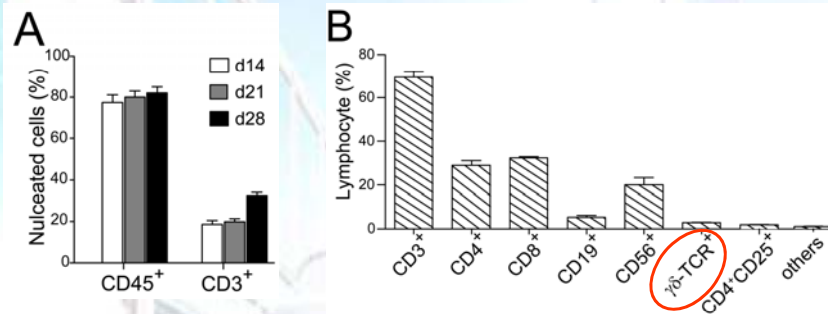 A
Nulceated cells (%)
100
80
60
40
20
0
d14
d21
d28
CD45⁺
CD3⁺
B
Lymphocyte (%)
80
60
40
20
0
CD3⁺
CD4⁺
CD8⁺
CD19⁺
CD56⁺
γδ-TCR⁺
CD4⁺CD25⁺
others